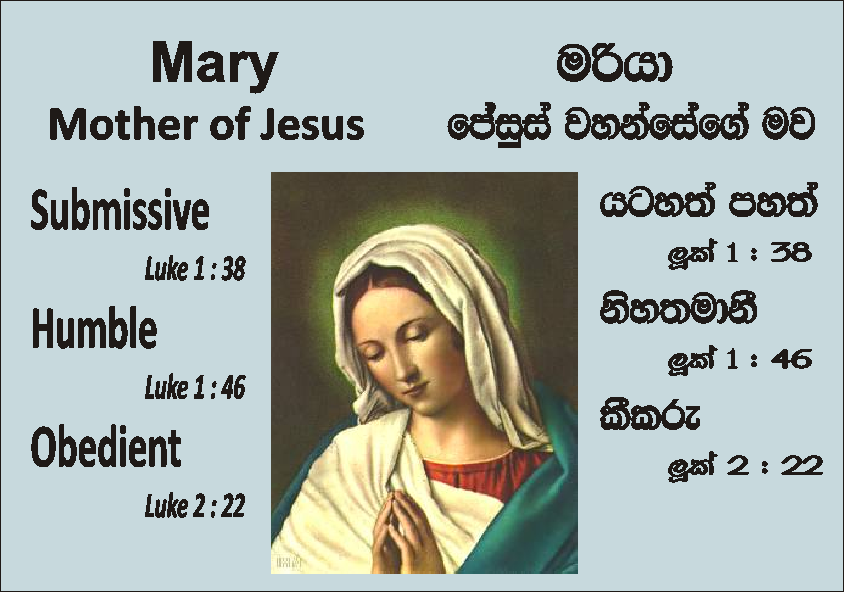 Mary
Mother of Jesus
Submissive
Luke 1 : 38
Humble
Luke 1 : 46
Obedient
Luke 2 : 22
මරියා
පේසුස් වහන්සේගේ මව
යටහත් පහත්
ලූක් 1 : 38
නිහතමානී
ලූක් 1 : 46
කීකරු
ලූක් 2 : 22